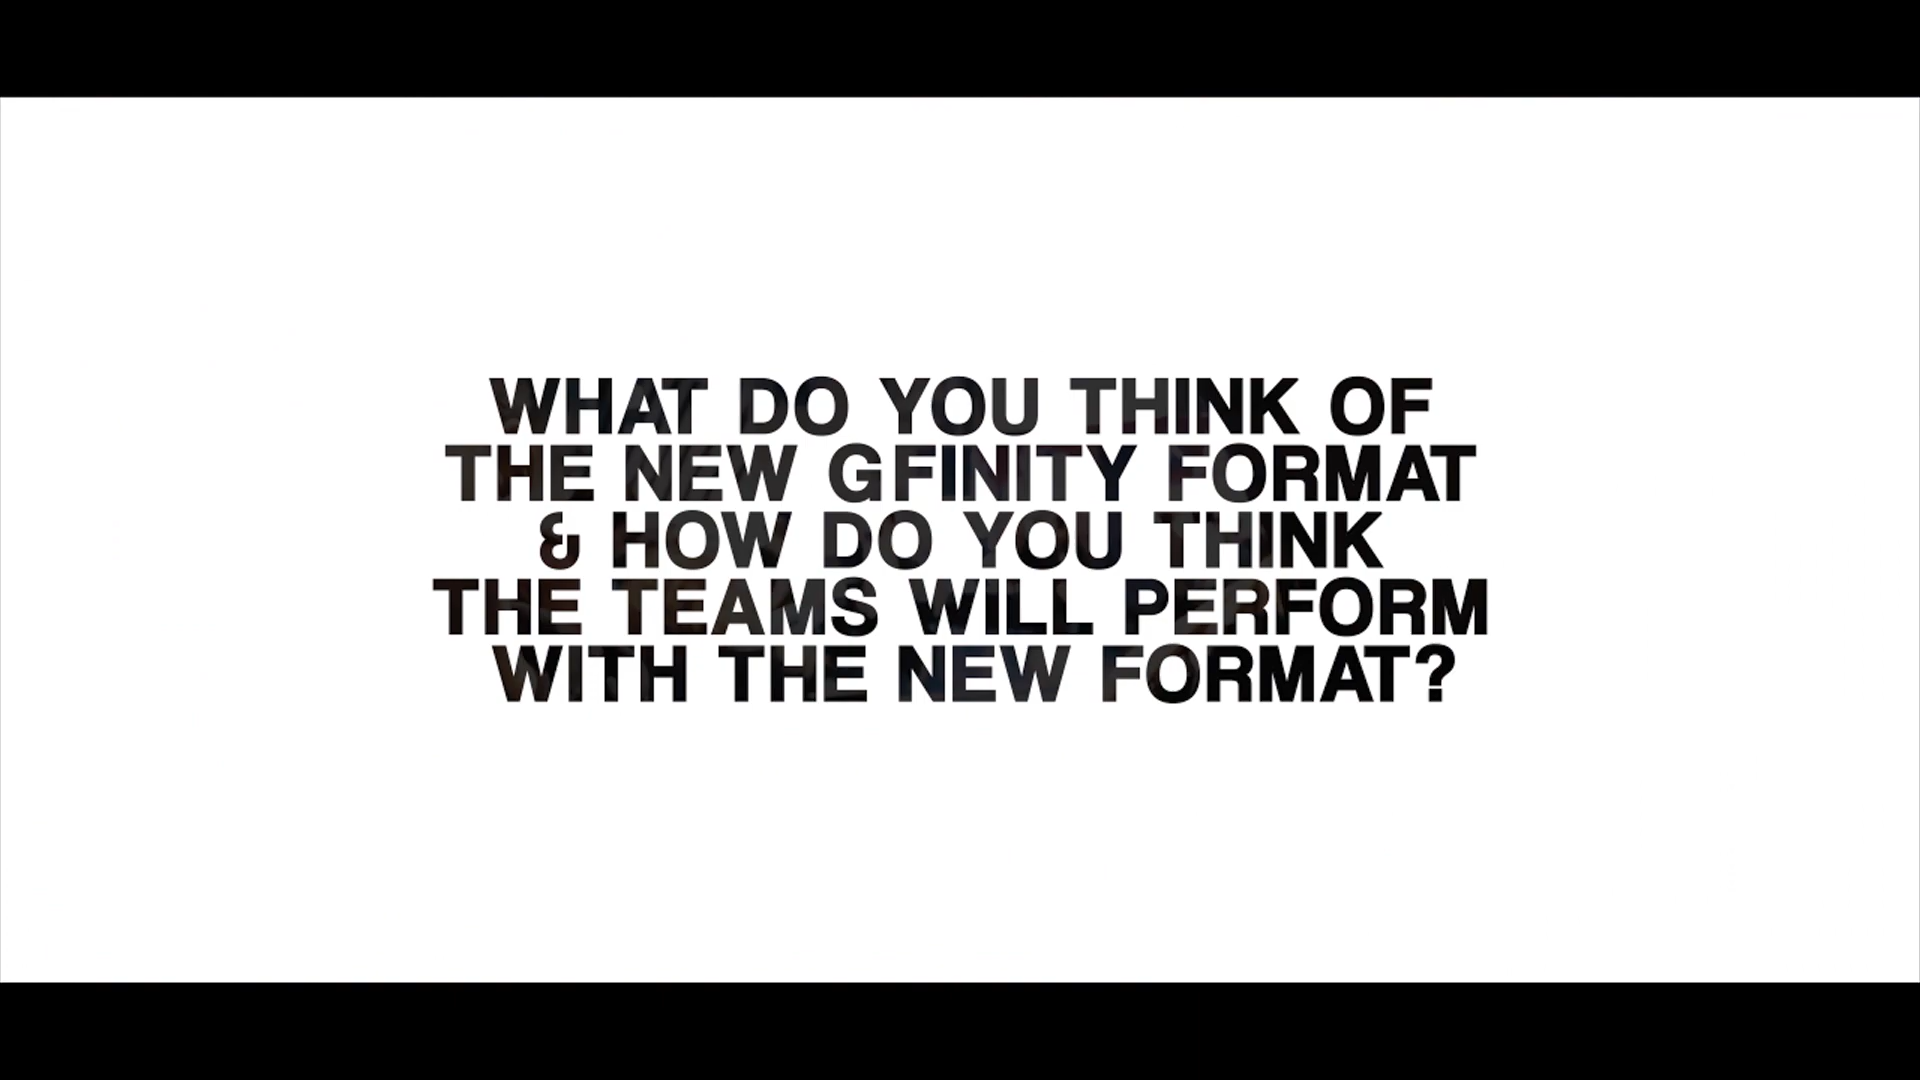 WHAT DO YOU THINK OF
THE NEW GFINITY FORMAT
& HOW DO YOU THINK
THE TEAMS WILL PERFORM
WITH THE NEW FORMAT?